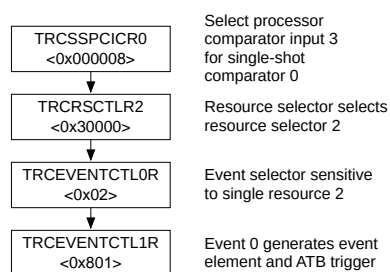 TRCSSPCICR0
<0x000008>
Select processor
comparator input 3
for single-shot
comparator 0
TRCRSCTLR2
<0x30000>
Resource selector selects
resource selector 2
TRCEVENTCTL0R
<0x02>
Event selector sensitive
to single resource 2
TRCEVENTCTL1R
<0x801>
Event 0 generates event
element and ATB trigger